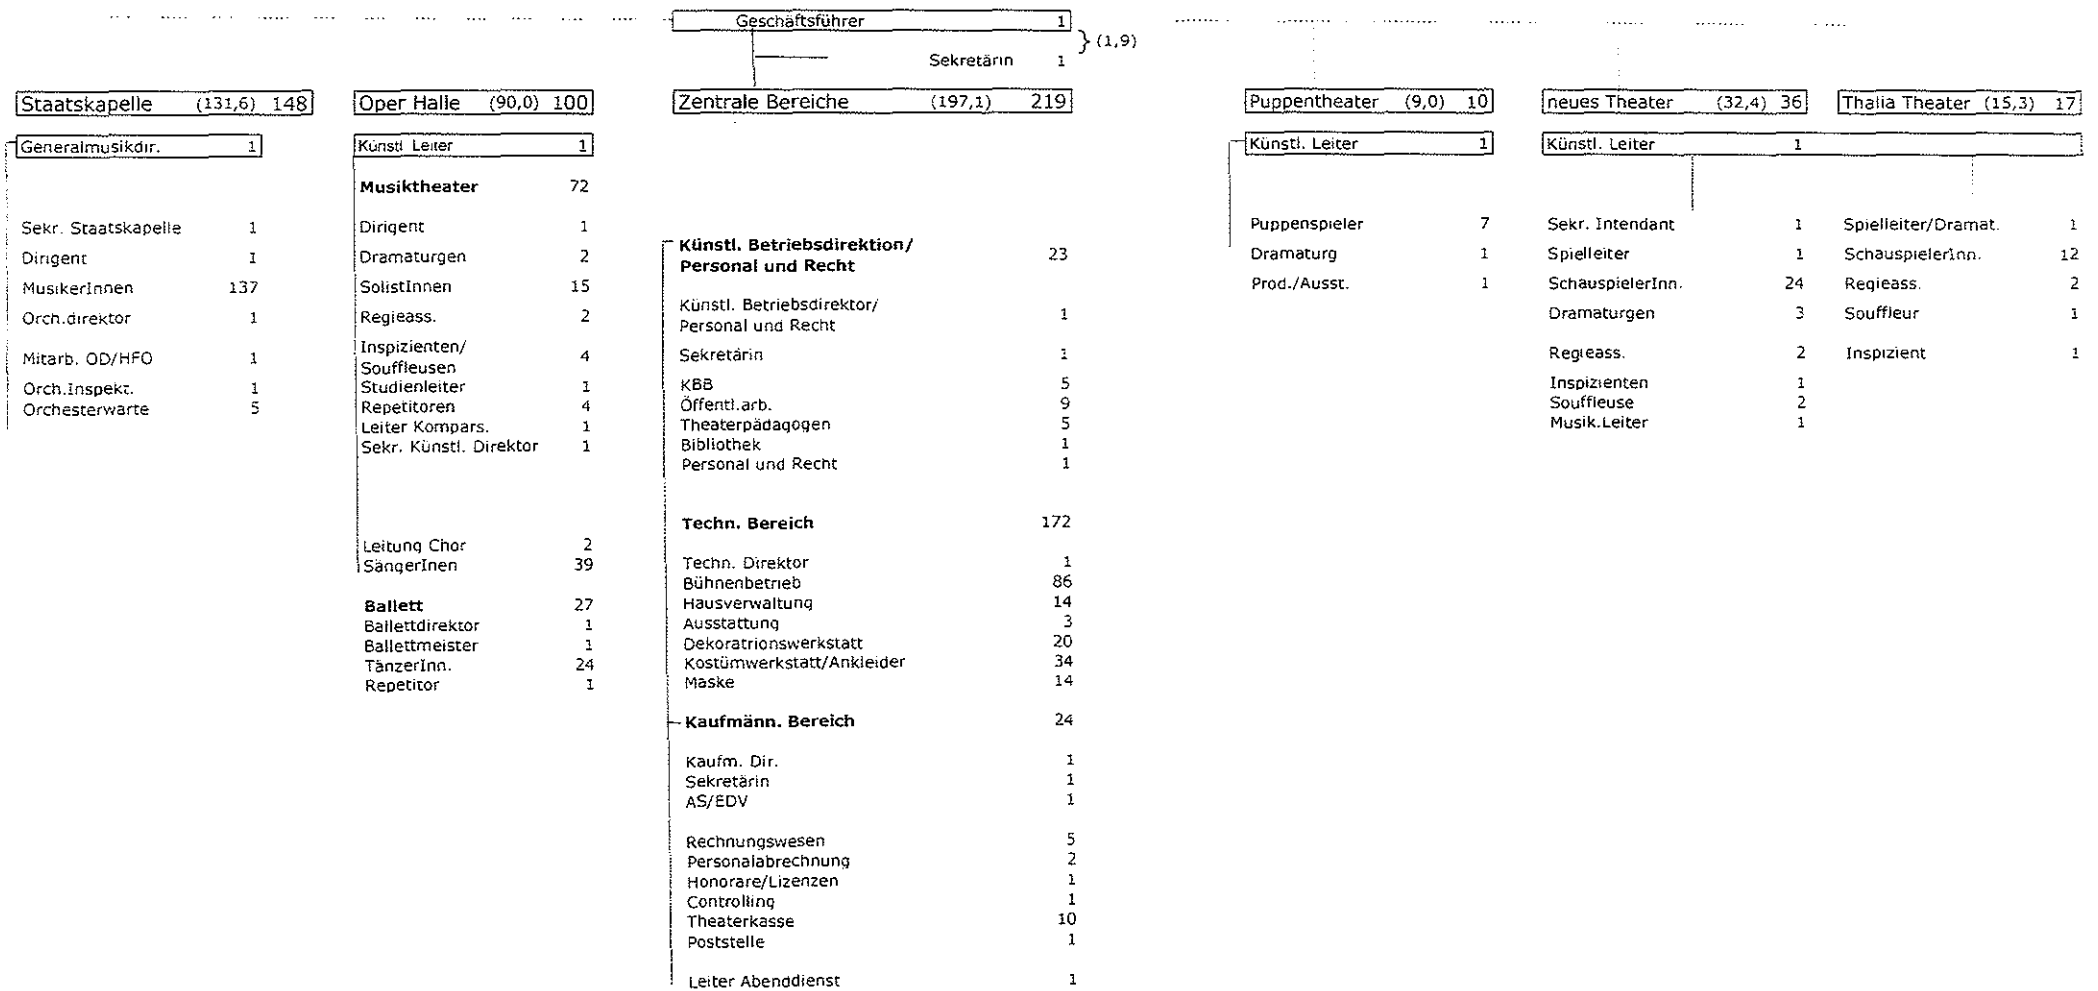 Geschäftsführer 1
} (1,9)
Sekretärin 1
Staatskapelle (131,6) 148
Generalmusikdir. 1
Sekr. Staatskapelle 1
Dirigent 1
MusikerInnen 137
Orch.direktor 1
Mitarb. OD/HFO 1
Orch.Inspekt. 1
Orchesterwarte 5
Oper Halle (90,0) 100
Künstl Leiter 1
Musiktheater 72
Dirigent 1
Dramaturgen 2
SolistInnen 15
Regieass. 2
Inspizienten/
Souffleusen 4
Studienleiter 1
Repetitoren 4
Leiter Kompars. 1
Sekr. Künstl. Direktor 1
Leitung Chor 2
SängerInen 39
Ballett 27
Ballettdirektor 1
Ballettmeister 1
TänzerInn. 24
Repetitor 1
Zentrale Bereiche (197,1) 219
Künstl. Betriebsdirektion/
Personal und Recht 23
Künstl. Betriebsdirektor/
Personal und Recht 1
Sekretärin 1
KBB 5
Öffentl.arb. 9
Theaterpädagogen 5
Bibliothek 1
Personal und Recht 1
Techn. Bereich 172
Techn. Direktor 1
Bühnenbetrieb 86
Hausverwaltung 14
Ausstattung 3
Dekoratrionswerkstatt 20
Kostümwerkstatt/Ankleider 34
Maske 14
Kaufmänn. Bereich 24
Kaufm. Dir. 1
Sekretärin 1
AS/EDV 1
Rechnungswesen 5
Personalabrechnung 2
Honorare/Lizenzen 1
Controlling 1
Theaterkasse 10
Poststelle 1
Leiter Abenddienst 1
Puppentheater (9,0) 10
Künstl. Leiter 1
Puppenspieler 7
Dramaturg 1
Prod./Ausst. 1
neues Theater (32,4) 36
Thalia Theater (15,3) 17
Künstl. Leiter 1
Sekr. Intendant 1
Spielleiter 1
SchauspielerInn. 24
Dramaturgen 3
Regieass. 2
Inspizienten 1
Souffleuse 2
Musik.Leiter 1
Spielleiter/Dramat. 1
SchauspielerInn. 12
Regieass. 2
Souffleur 1
Inspizient 1